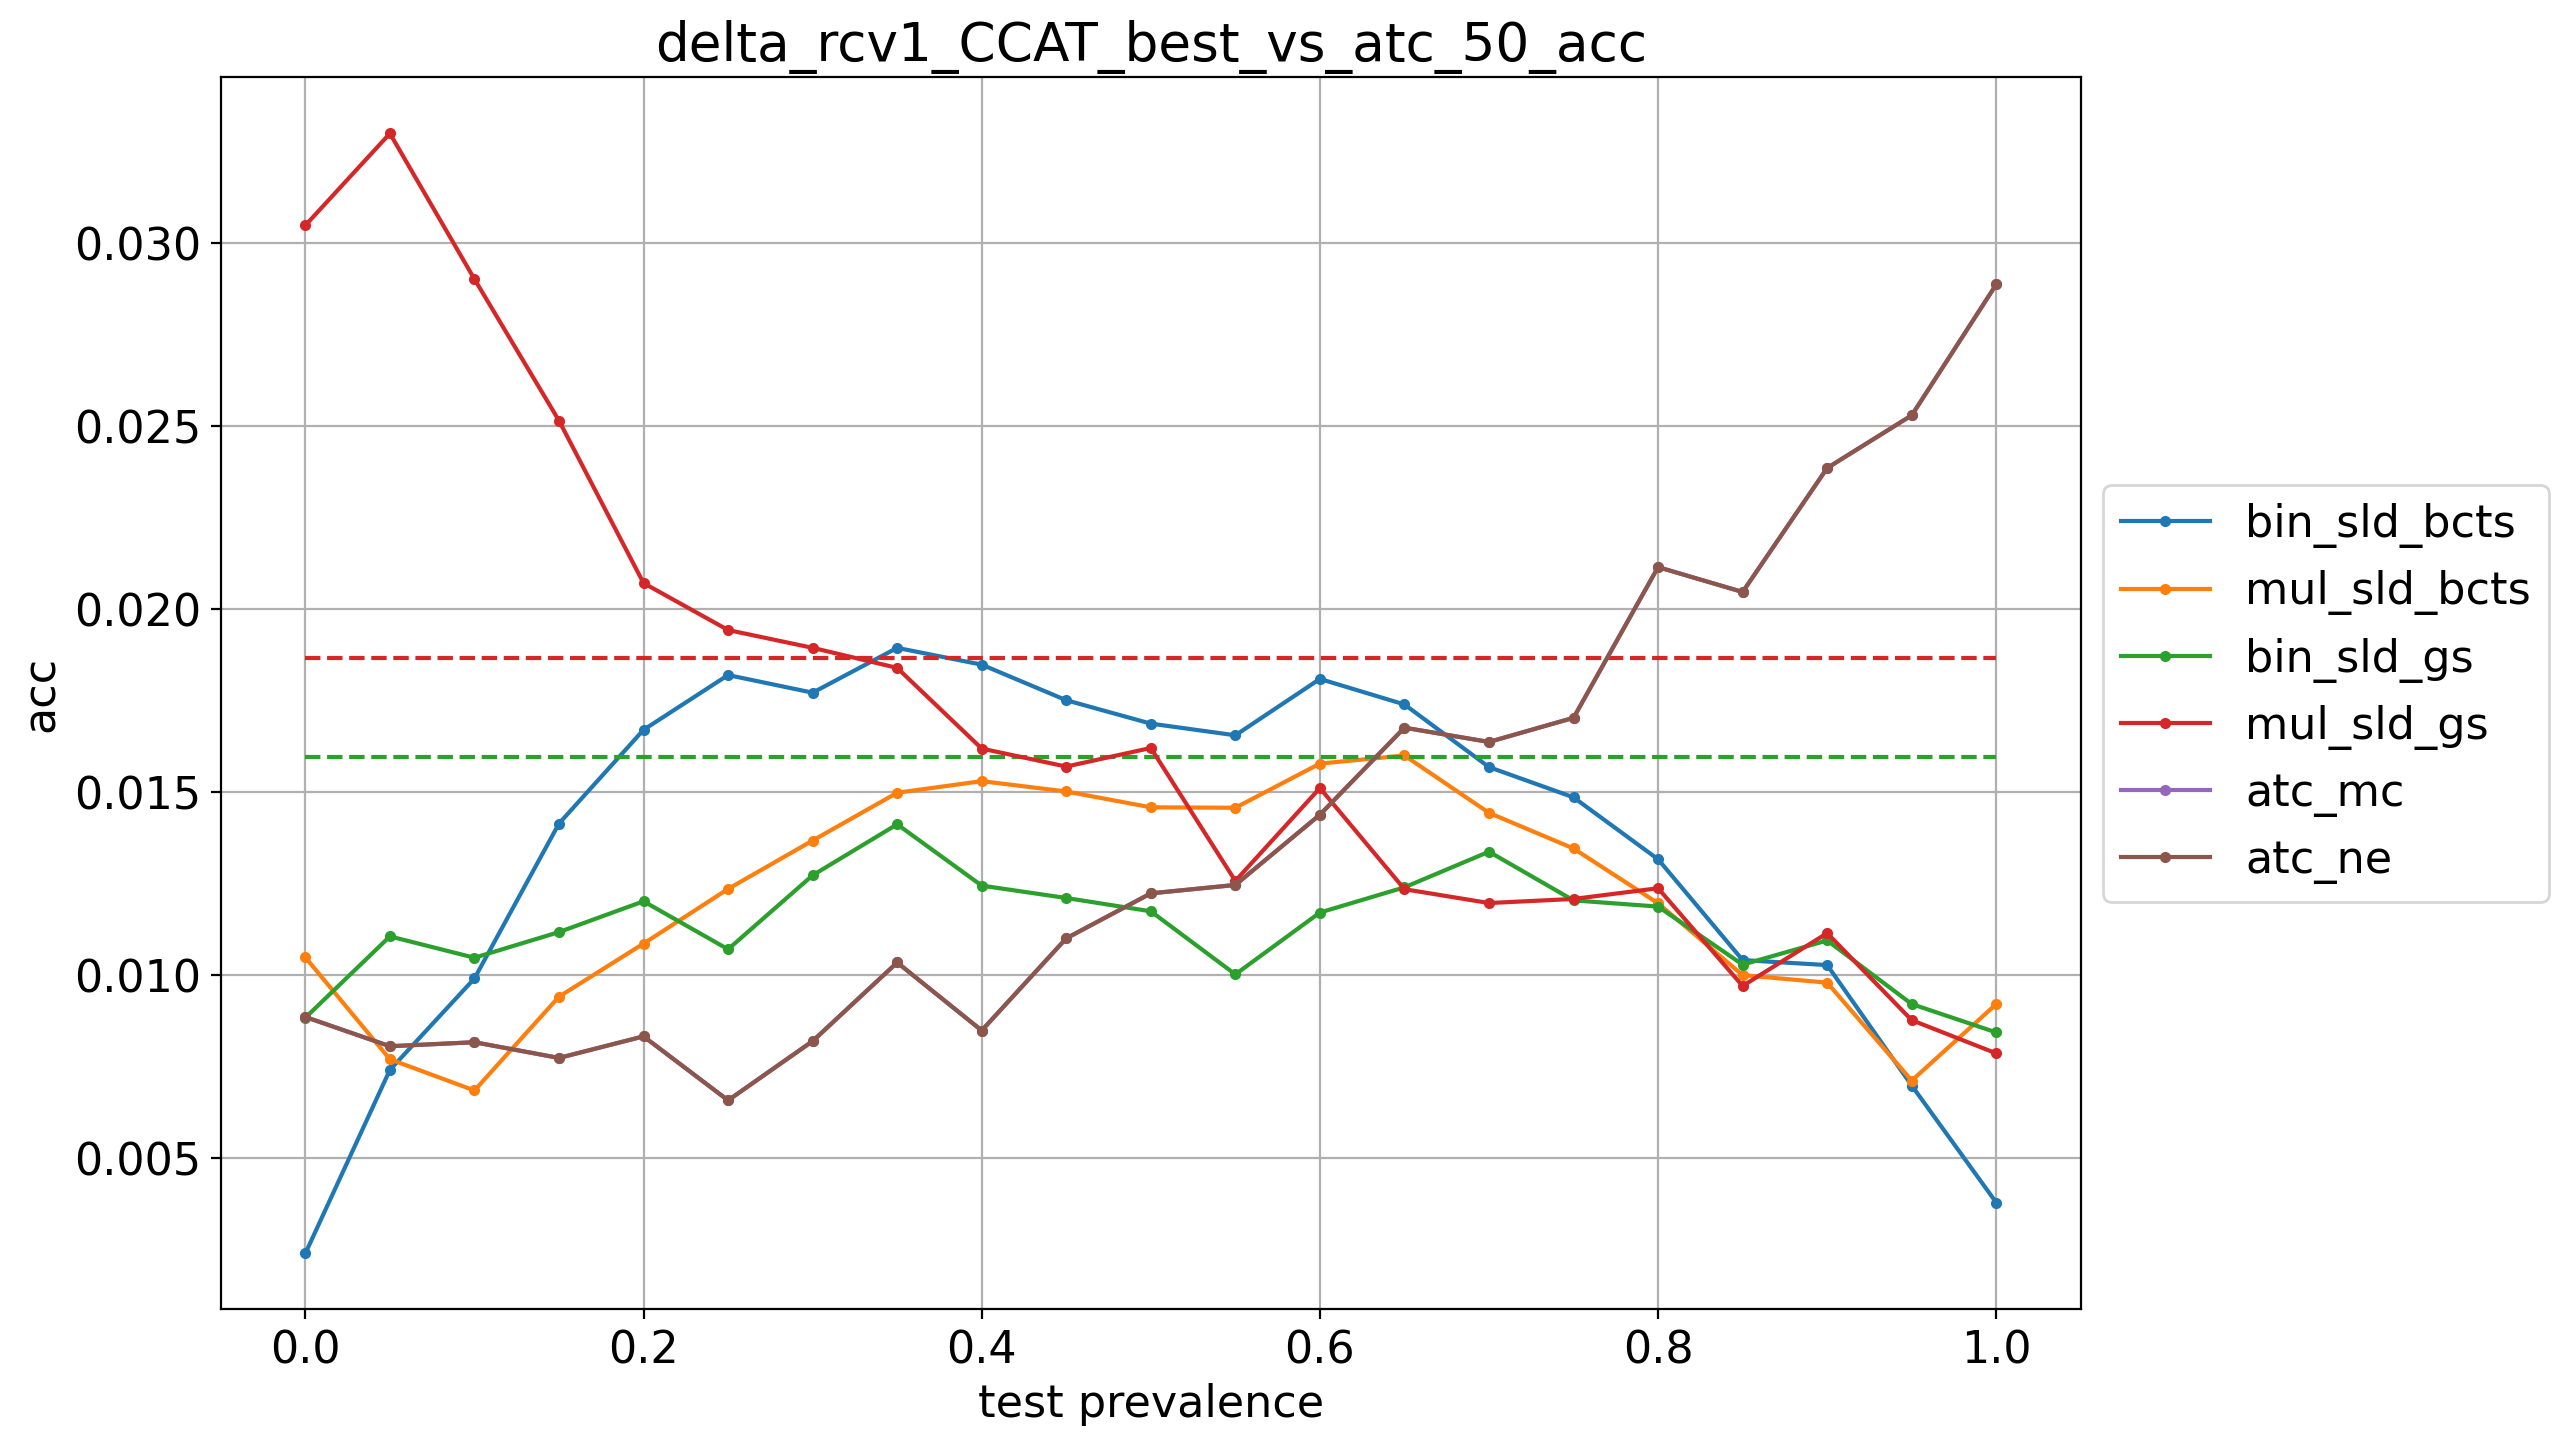 delta_rcv1_CCAT_best_vs_atc_50_acc
0.030
0.025
0.020
0.015
0.010
0.005
acc
0.0 0.2 0.4 0.6 0.8 1.0
test prevalence
bin_sld_bcts
mul_sld_bcts
bin_sld_gs
mul_sld_gs
atc_mc
atc_ne